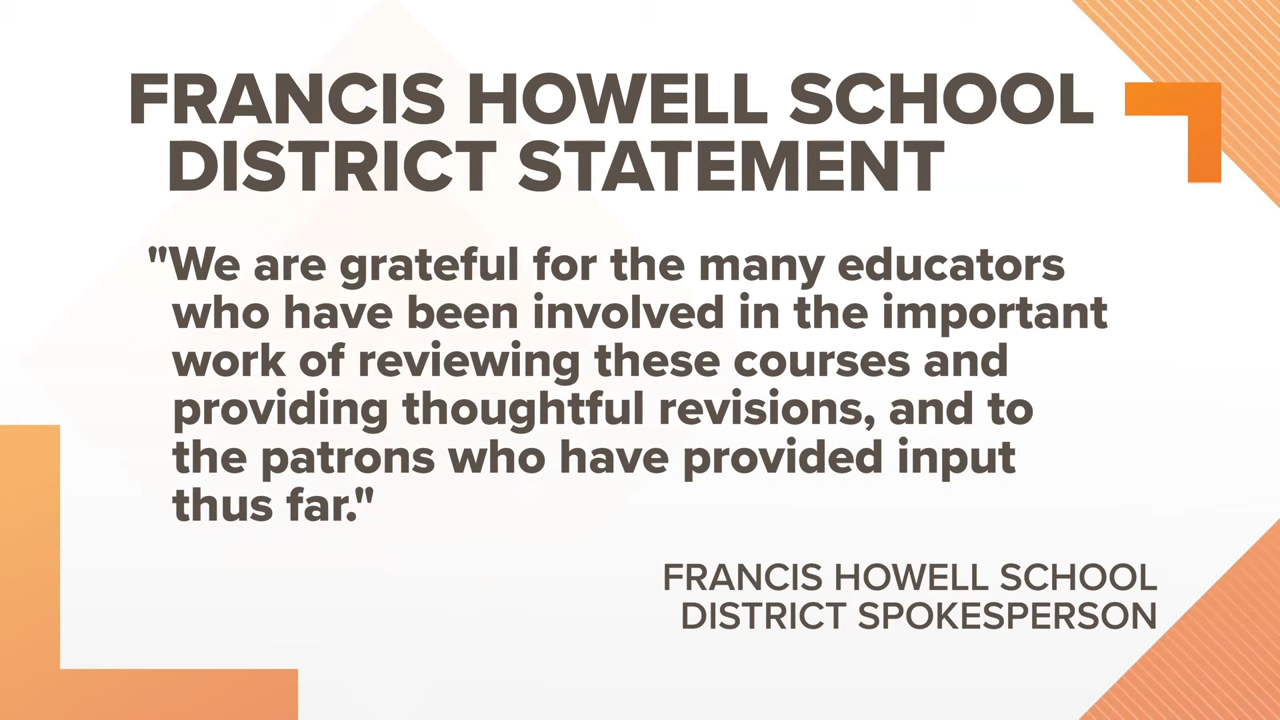 FRANCIS HOWELL SCHOOL
DISTRICT STATEMENT
"We are grateful for the many educators
who have been involved in the important
work of reviewing these courses and
providing thoughtful revisions, and to
the patrons who have provided input
thus far."
FRANCIS HOWELL SCHOOL
DISTRICT SPOKESPERSON